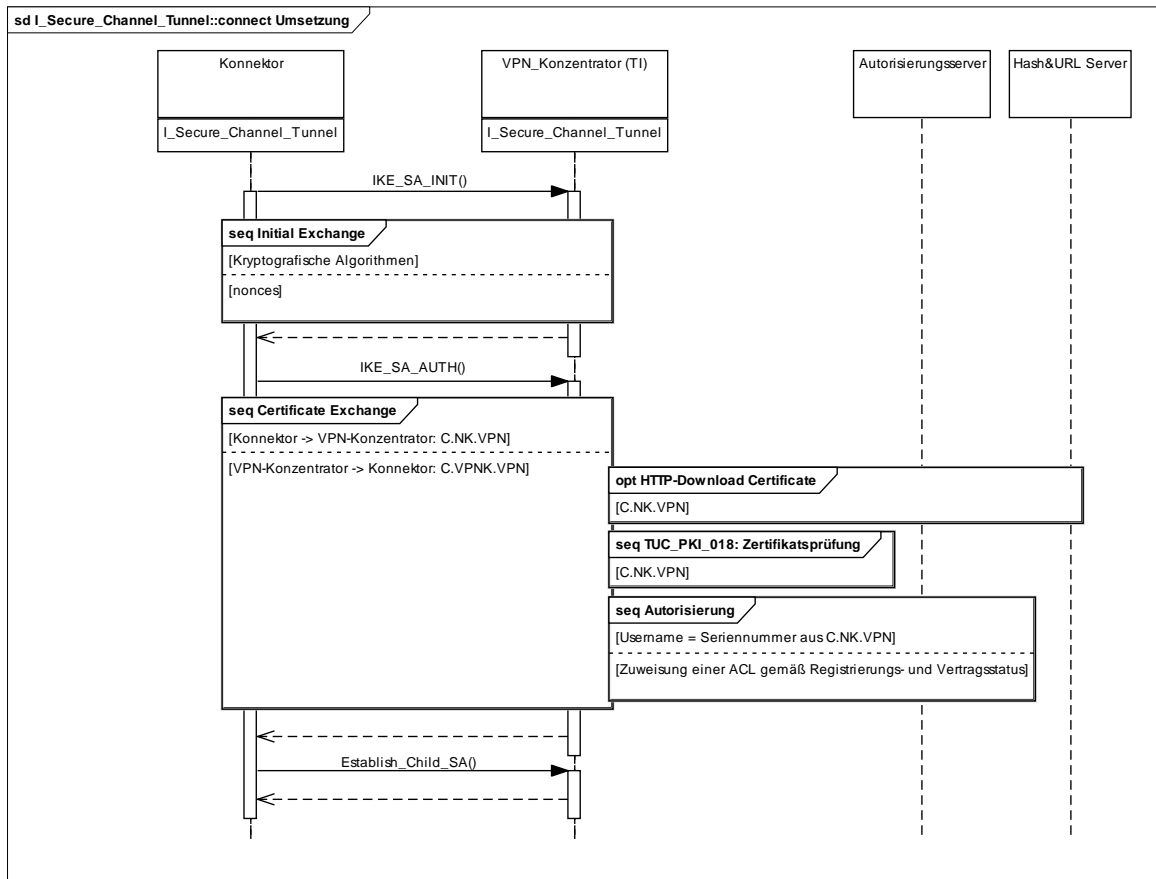 sd I_Secure_Channel_Tunnel::connect Umsetzung
Konnektor
VPN_Konzentrator (TI)
Autorisierungsserver
Hash&URL Server
I_Secure_Channel_Tunnel
I_Secure_Channel_Tunnel
IKE_SA_INIT()
seq Initial Exchange
[Kryptografische Algorithmen]
[nonces]
IKE_SA_AUTH()
seq Certificate Exchange
[Konnektor -> VPN-Konzentrator: C.NK.VPN]
[VPN-Konzentrator -> Konnektor: C.VPNK.VPN]
opt HTTP-Download Certificate
[C.NK.VPN]
seq TUC_PKI_018: Zertifikatsprüfung
[C.NK.VPN]
seq Autorisierung
[Username = Seriennummer aus C.NK.VPN]
[Zuweisung einer ACL gemäß Registrierungs- und Vertragsstatus]
Establish_Child_SA()